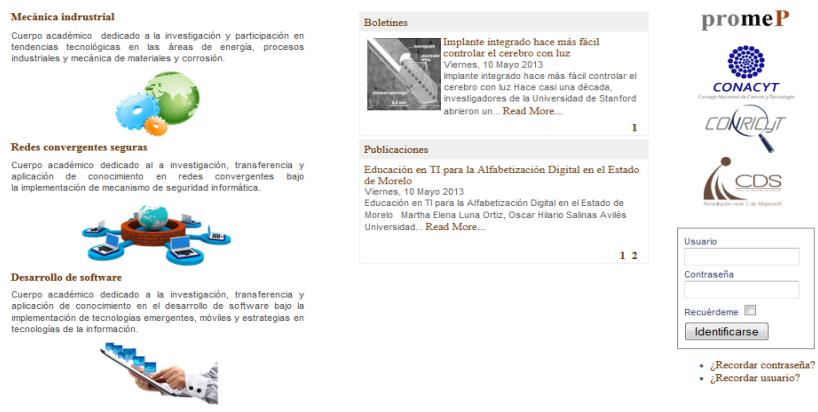 Mecánica indrustrial
Cuerpo académico dedicado a la investigación y participación en
tendencias tecnológicas en las áreas de energía, procesos
industriales y mecánica de materiales y corrosión.
Redes convergentes seguras
Cuerpo académico dedicado al a investigación, transferencia y
aplicación de conocimiento en redes convergentes bajo
la implementación de mecanismo de seguridad informática.
Desarrollo de software
Cuerpo académico dedicado a la investigación, transferencia y
aplicación de conocimiento en el desarrollo de software bajo la
implementación de tecnologías emergentes, móviles y estrategias en
tecnologías de la información.
Boletines
Implante integrado hace más fácil
controlar el cerebro con luz
Viernes, 10 Mayo 2013
Implante integrado hace más fácil controlar el
cerebro con luz Hace casi una década,
investigadores de la Universidad de Stanford
abrieron un... Read More...
1
Publicaciones
Educación en TI para la Alfabetización Digital en el Estado
de Morelo
Viernes, 10 Mayo 2013
Educación en TI para la Alfabetización Digital en el Estado de
Morelo Martha Elena Luna Ortiz, Oscar Hilario Salinas Avilés
Universidad... Read More...
1 2
promeP
CONACYT
Consejo Nacional de Ciencia y Tecnología
CONRICYT
CDS
Usuario
Contraseña
Recuérdeme
Identificarse
¿Recordar contraseña?
¿Recordar usuario?